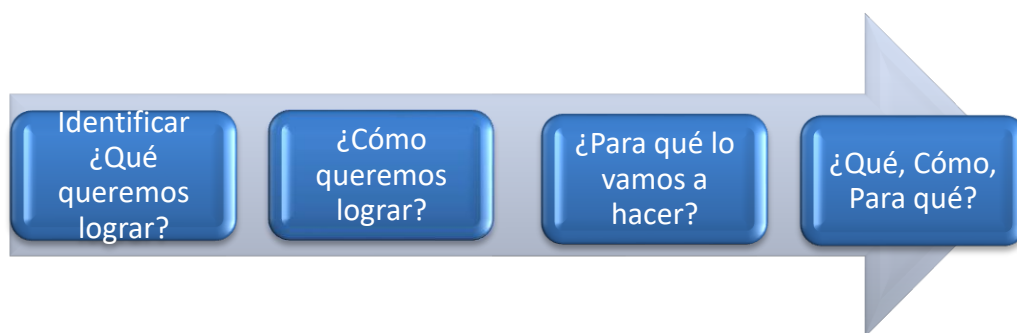 Identificar
¿Qué
queremos
lograr?
¿Cómo
queremos
lograr?
¿Para qué lo
vamos a
hacer?
¿Qué, Cómo,
Para qué?